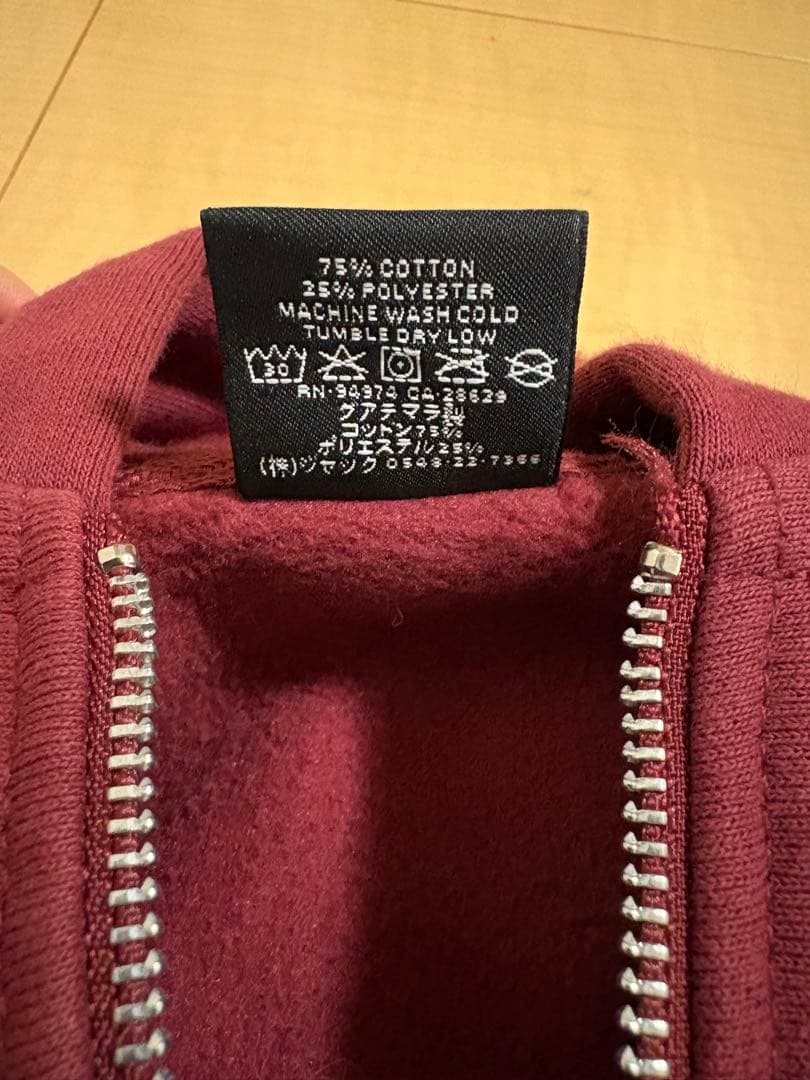 75% COTTON
25% POLYESTER
MACHINE WASH COLD
TUMBLE DRY LOW
30
RN-94974 CA-28629
グアテマラ製
コットン75%
ポリエステル25%
(株)ジャック 0548-22-7366